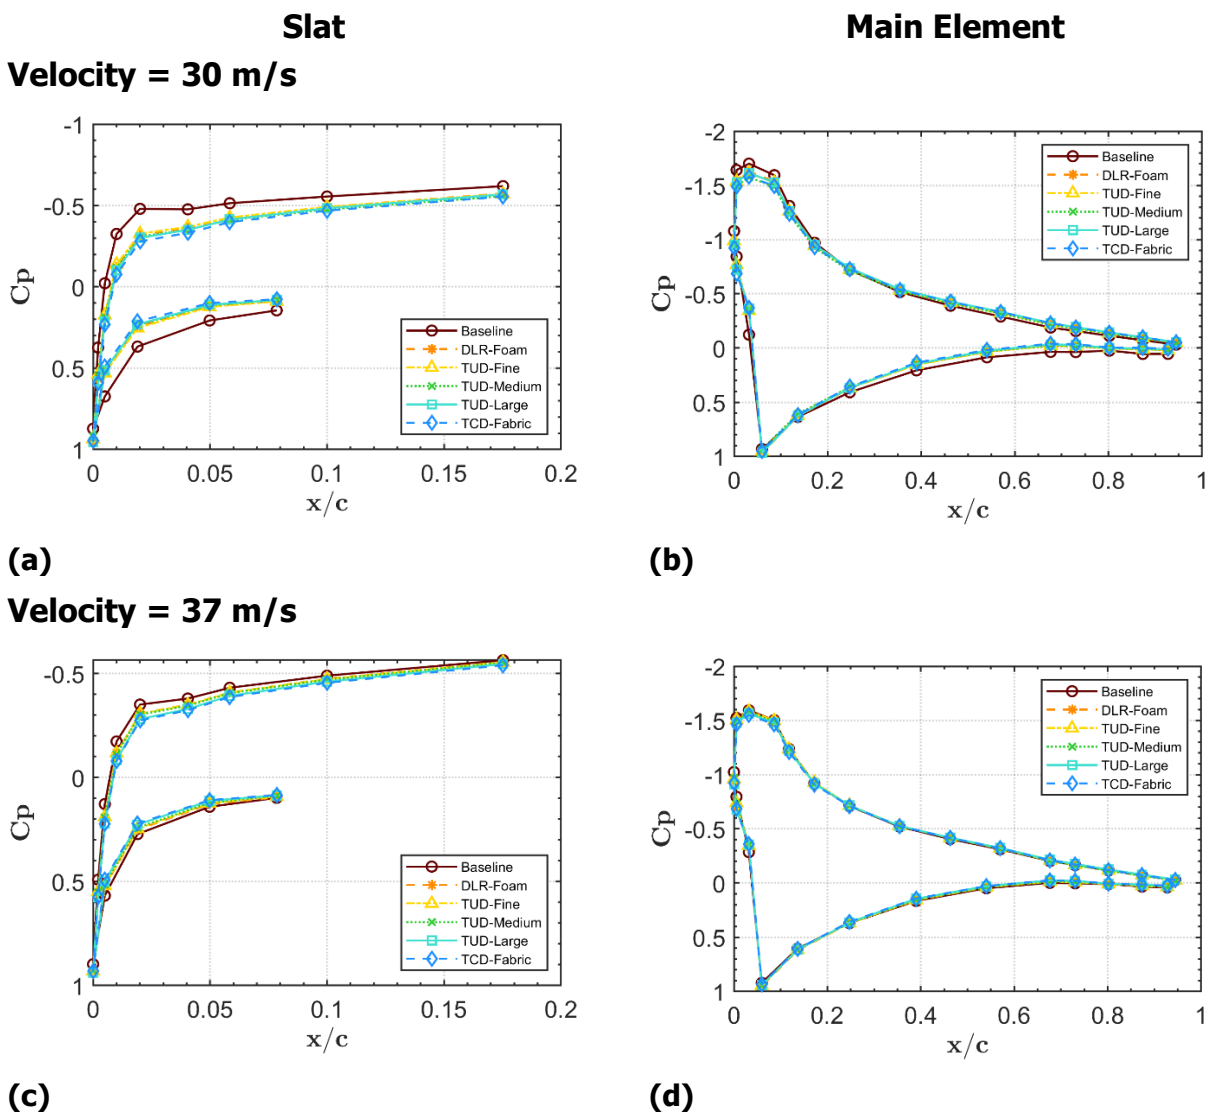 Slat
Main Element
Velocity = 30 m/s
-1
-0.5
0
0.5
1
Cp
0
0.05
0.1
0.15
0.2
x/c
Baseline
DLR-Foam
TUD-Fine
TUD-Medium
TUD-Large
TCD-Fabric
(a)
-2
-1.5
-1
-0.5
0
0.5
1
Cp
0
0.2
0.4
0.6
0.8
1
x/c
Baseline
DLR-Foam
TUD-Fine
TUD-Medium
TUD-Large
TCD-Fabric
(b)
Velocity = 37 m/s
-0.5
0
0.5
1
Cp
0
0.05
0.1
0.15
0.2
x/c
Baseline
DLR-Foam
TUD-Fine
TUD-Medium
TUD-Large
TCD-Fabric
(c)
-2
-1.5
-1
-0.5
0
0.5
1
Cp
0
0.2
0.4
0.6
0.8
1
x/c
Baseline
DLR-Foam
TUD-Fine
TUD-Medium
TUD-Large
TCD-Fabric
(d)